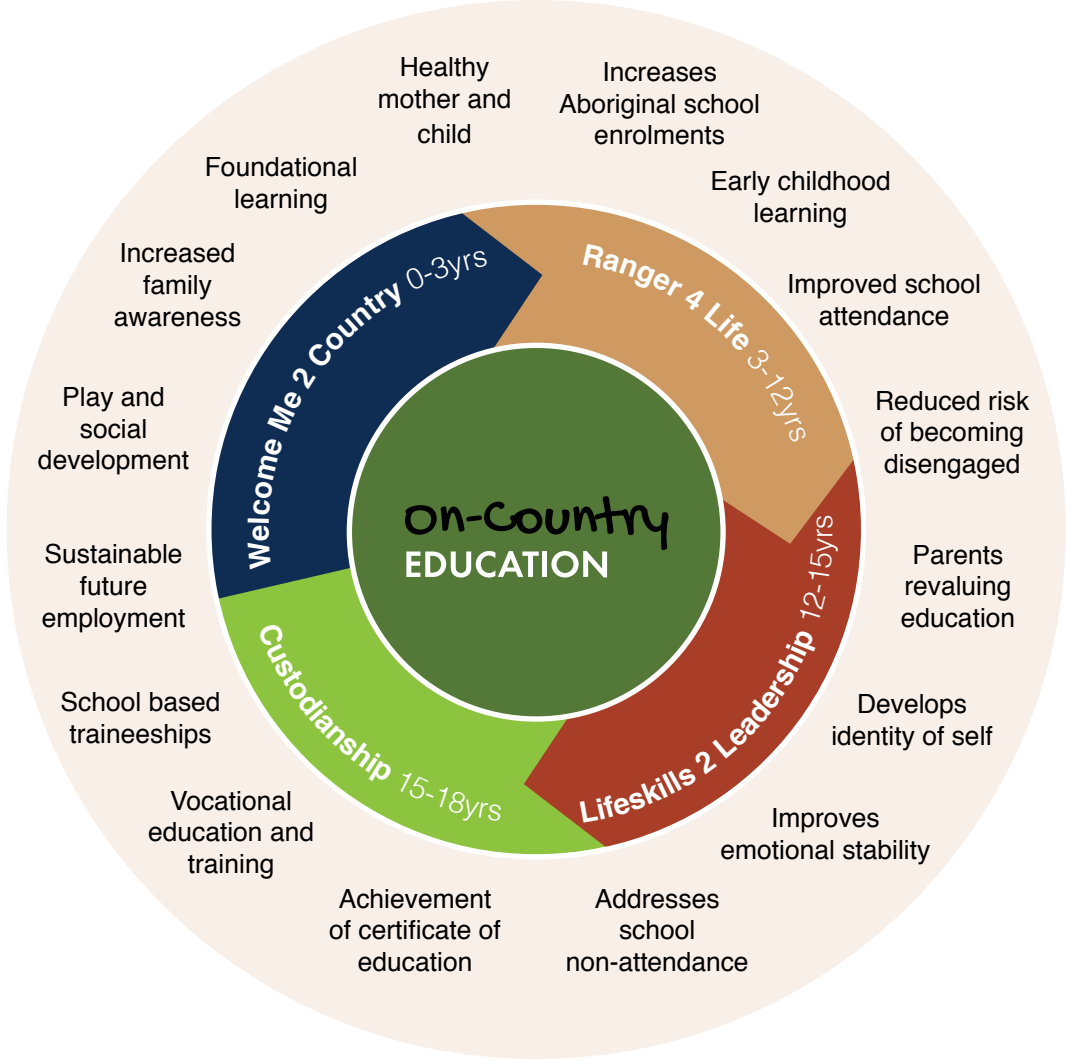 Healthy
mother and
child
Increases
Aboriginal school
enrolments
Early childhood
learning
Improved school
attendance
Reduced risk
of becoming
disengaged
Parents
revaluing
education
Develops
identity of self
Improves
emotional stability
Addresses
school
non-attendance
Achievement
of certificate of
education
Vocational
education and
training
School based
traineeships
Sustainable
future
employment
Play and
social
development
Increased
family
awareness
Foundational
learning
Welcome Me 2 Country 0-3yrs
Ranger 4 Life 3-12yrs
Lifeskills 2 Leadership 12-15yrs
Custodianship 15-18yrs
On-Country
EDUCATION